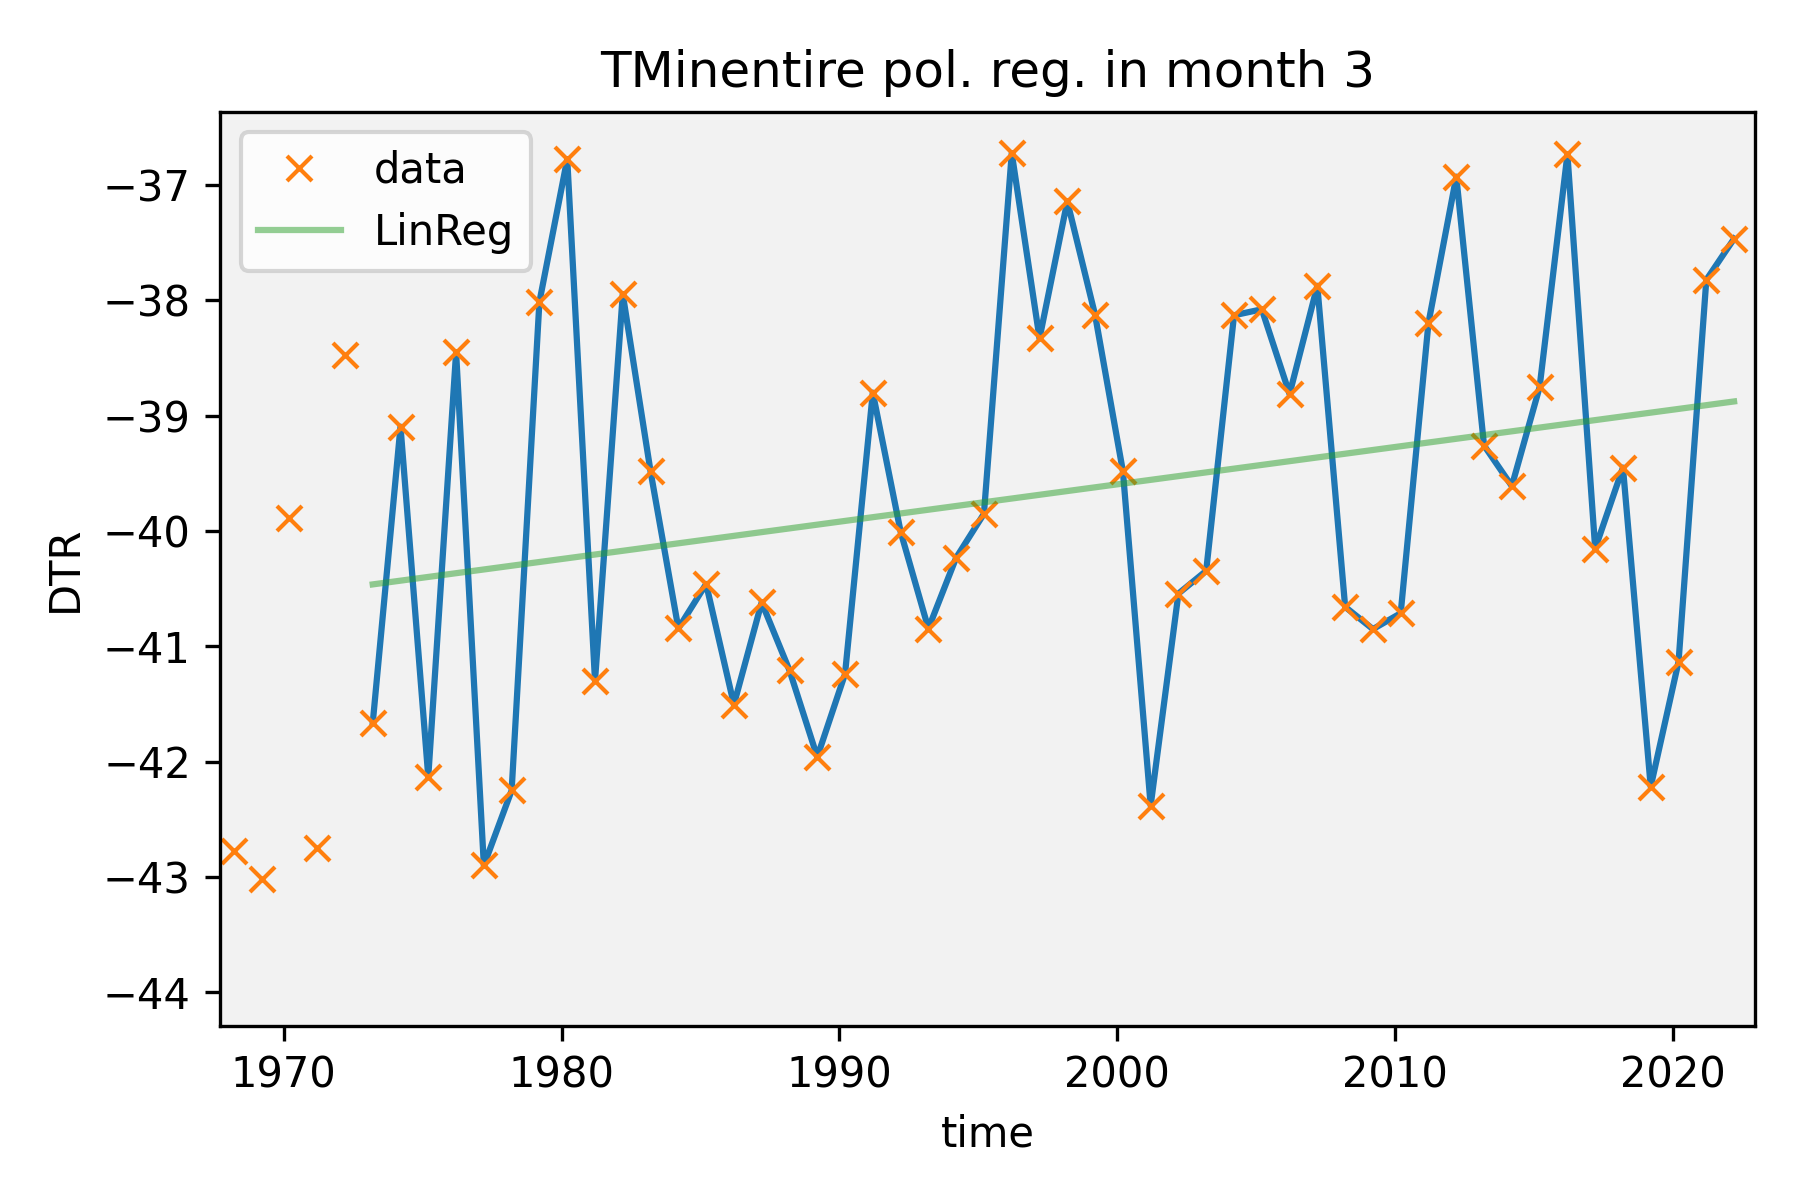 TMinentire pol. reg. in month 3
data
LinReg
−37
−38
−39
−40
−41
−42
−43
−44
DTR
1970 1980 1990 2000 2010 2020
time